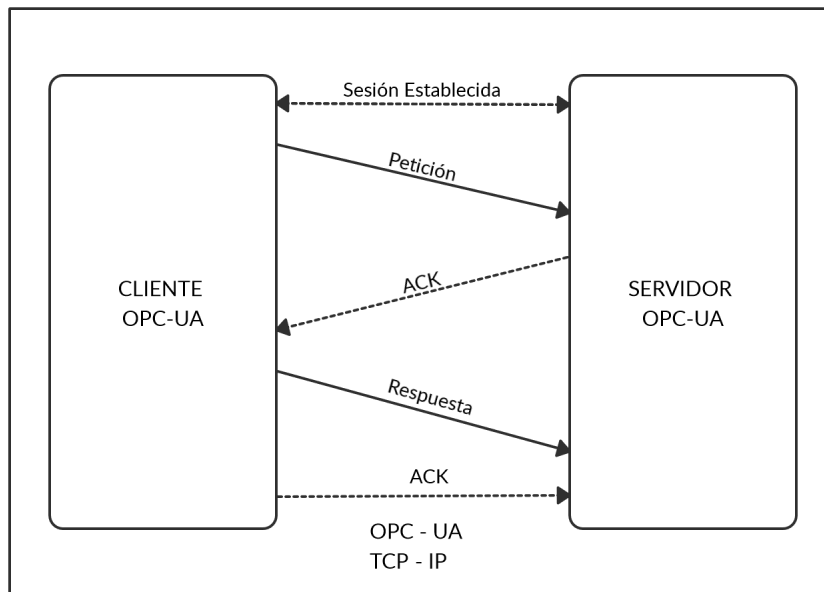 Sesión Establecida
Petición
ACK
CLIENTE
OPC-UA
SERVIDOR
OPC-UA
Respuesta
ACK
OPC - UA
TCP - IP